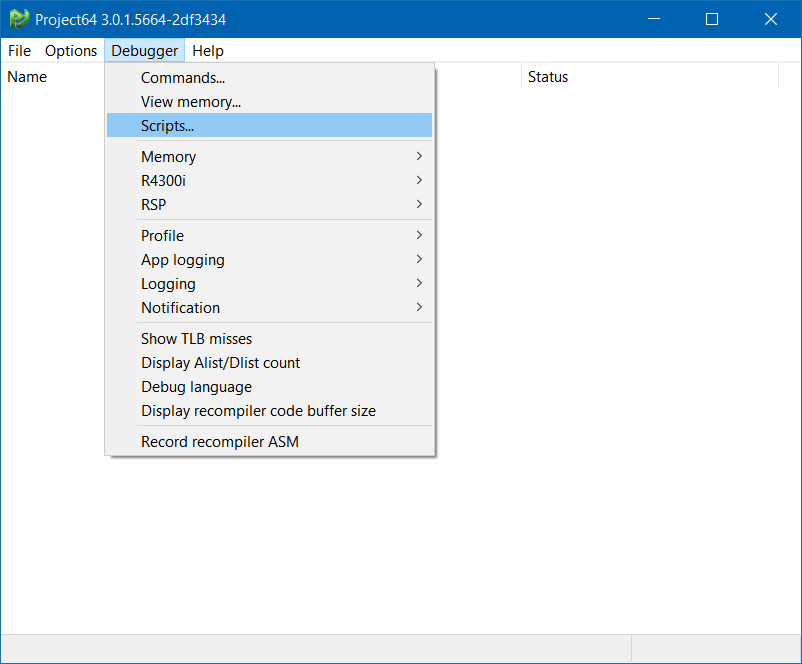 Project64 3.0.1.5664-2df3434
File Options Debugger Help
Name Status
Commands...
View memory...
Scripts...
Memory
R4300i
RSP
Profile
App logging
Logging
Notification
Show TLB misses
Display Alist/Dlist count
Debug language
Display recompiler code buffer size
Record recompiler ASM